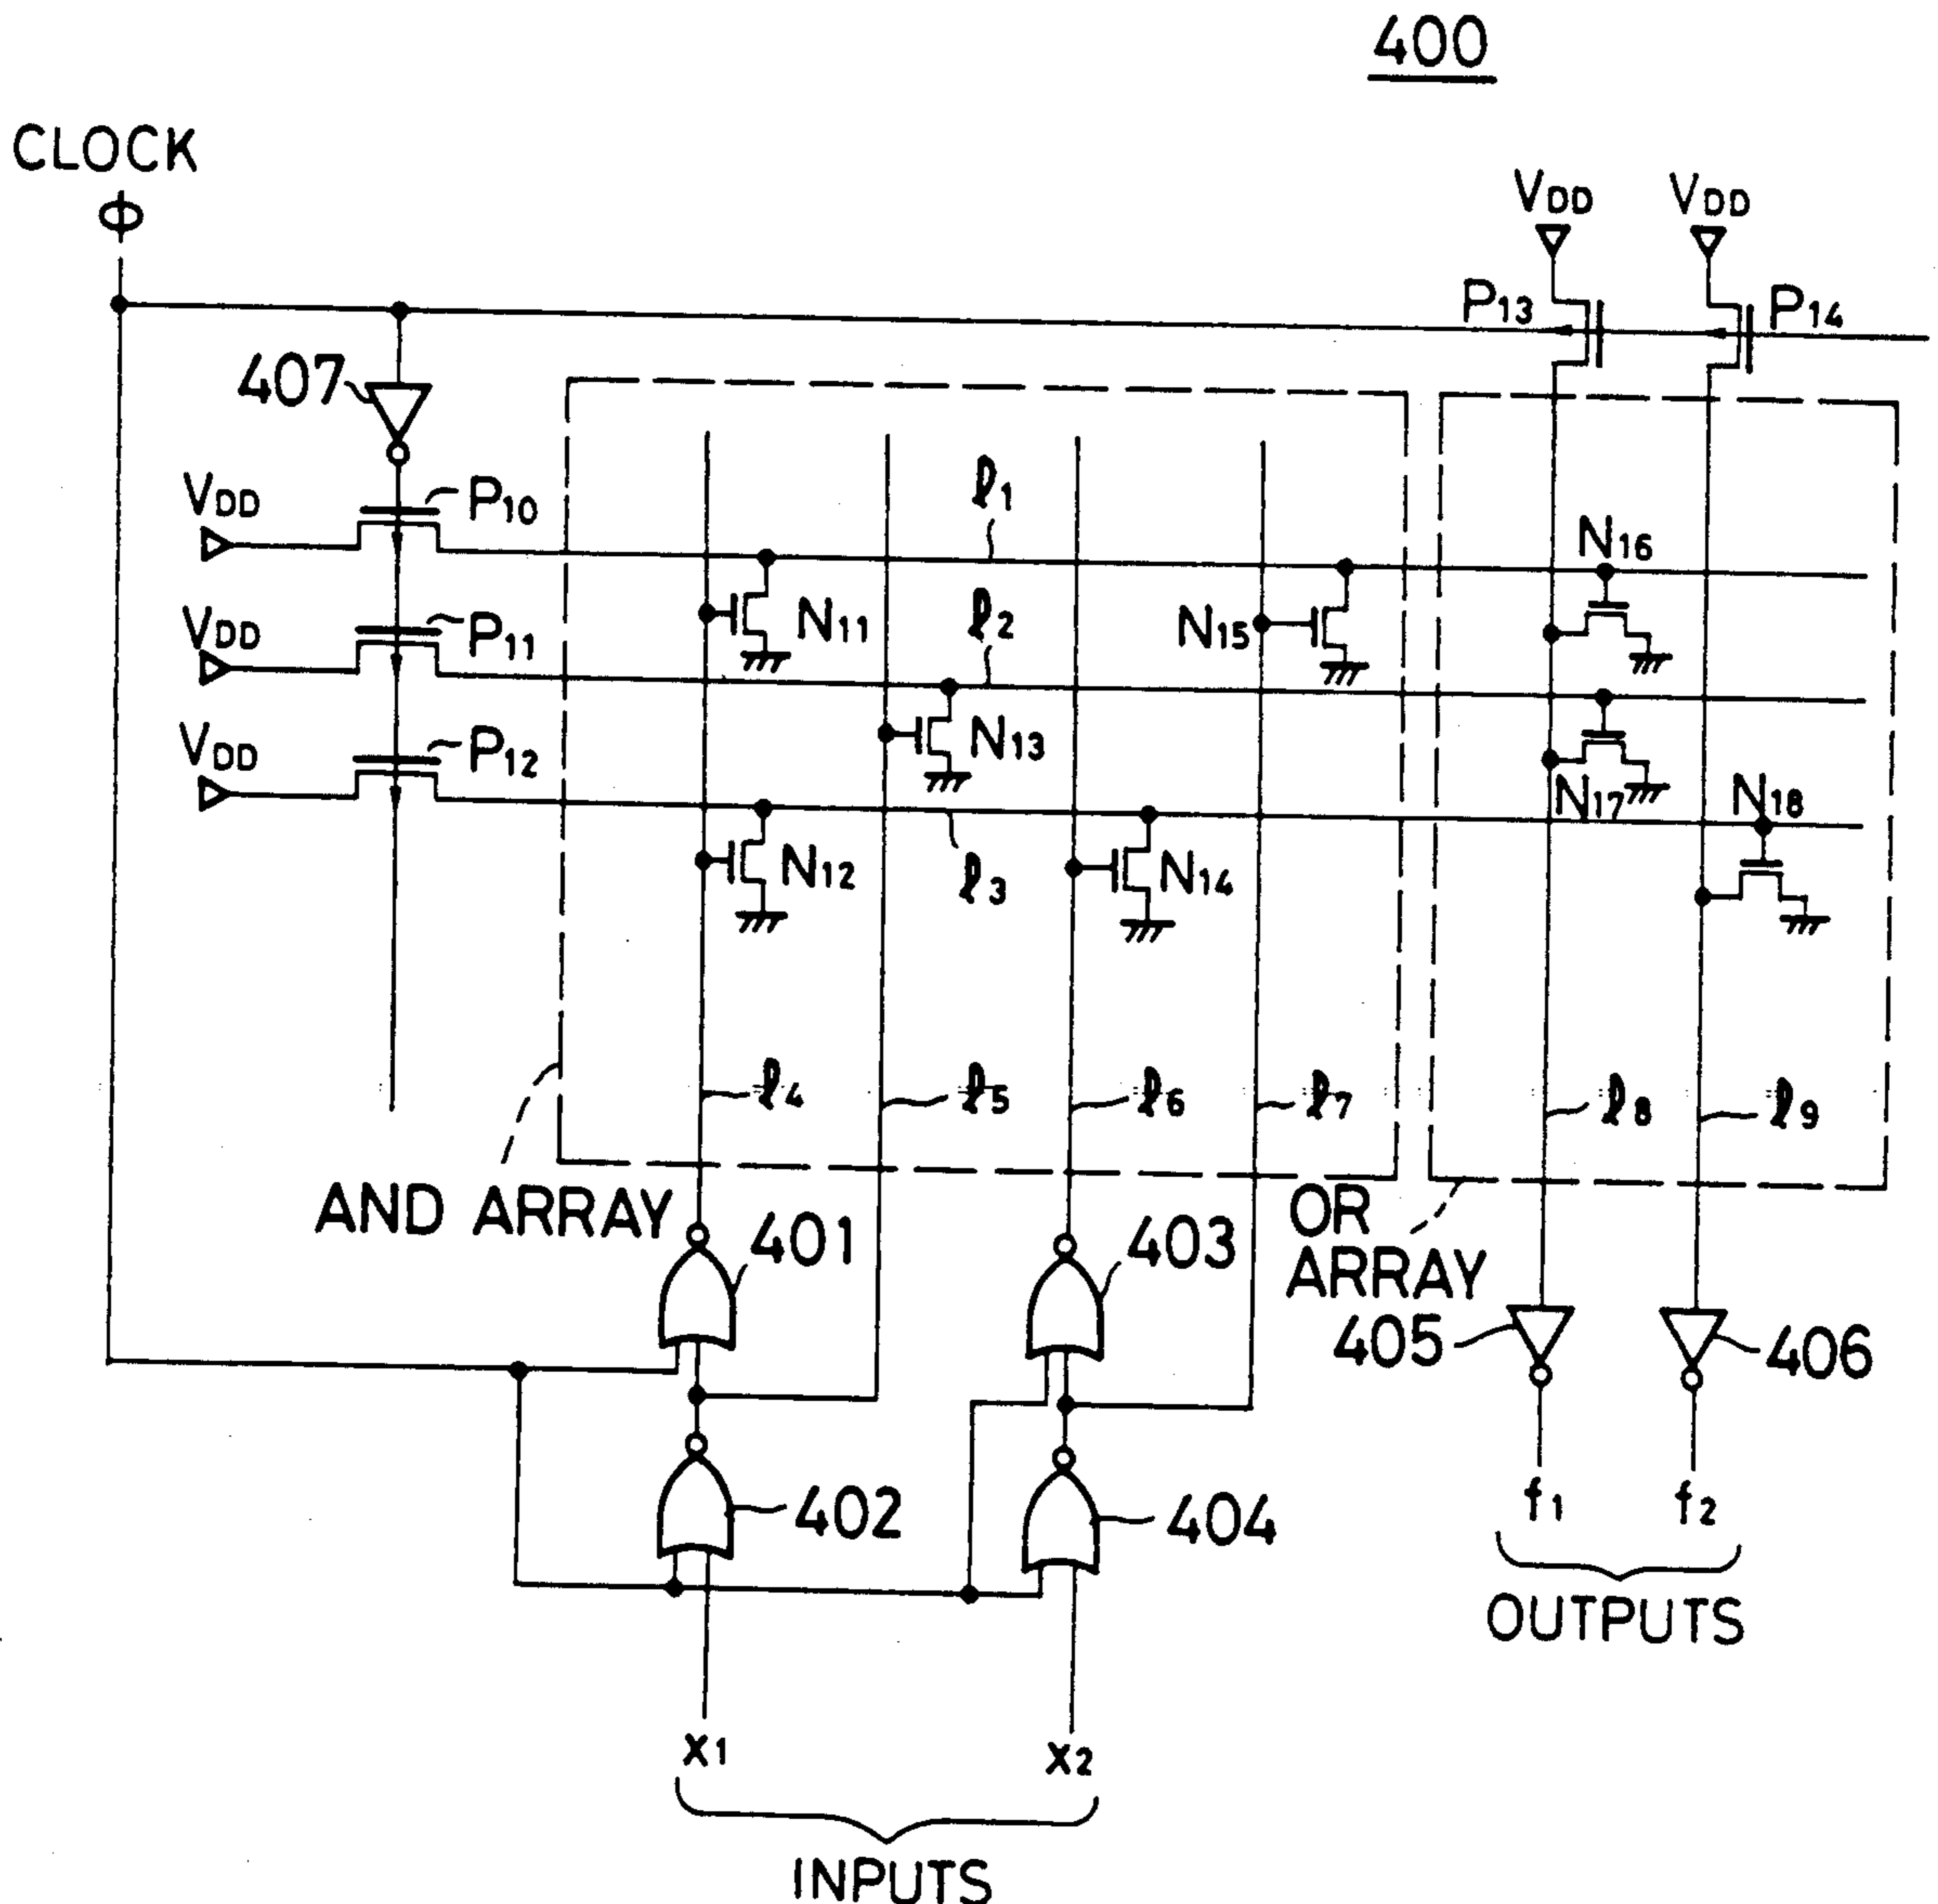 400
CLOCK
Φ
VDD VDD
P13 P14
407
VDD P10
ℓ1
N16
VDD P11
N11
ℓ2
N15
VDD P12
N13
N17 N18
N12
ℓ3
N14
ℓ4 ℓ5 ℓ6 ℓ7 ℓ8 ℓ9
AND ARRAY
OR
ARRAY
401 403
405 406
402 404
f1 f2
OUTPUTS
x1 x2
INPUTS